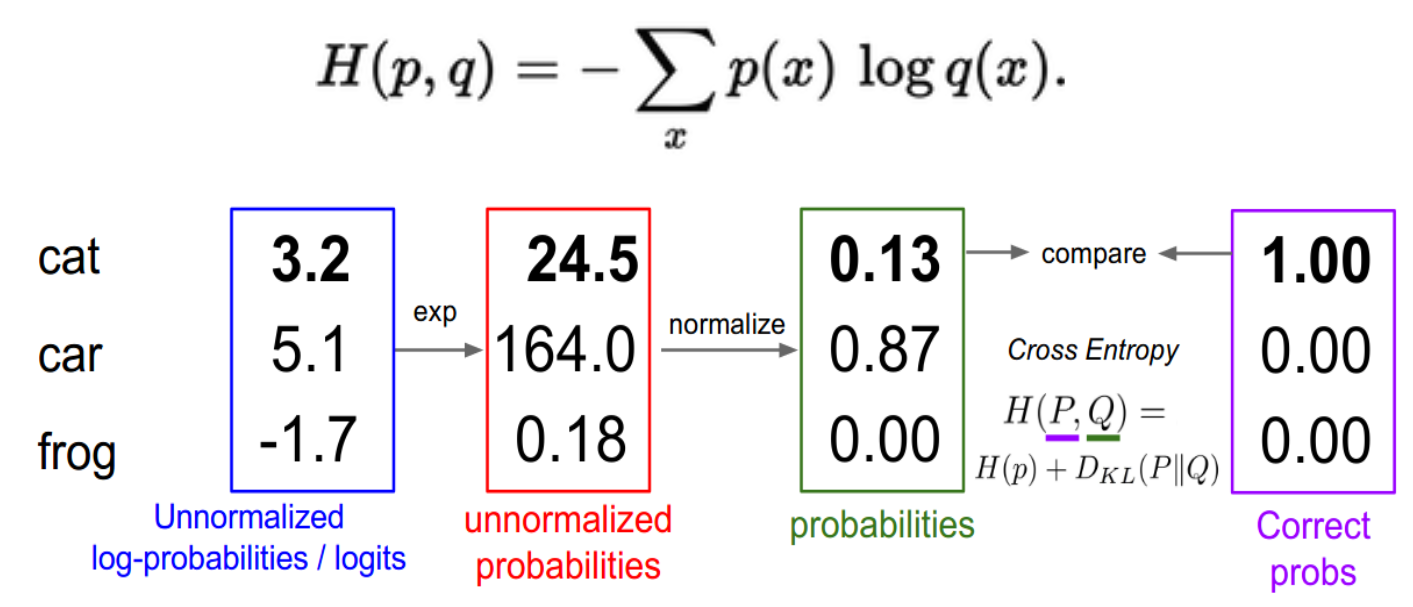 H(p, q) = − ∑ p(x) log q(x).
x
cat 3.2 24.5 0.13 compare 1.00
exp normalize
car 5.1 164.0 0.87 Cross Entropy 0.00
H(P, Q) =
frog -1.7 0.18 0.00 H(p) + D_{KL}(P‖Q) 0.00
Unnormalized
log-probabilities / logits
unnormalized
probabilities
probabilities
Correct
probs